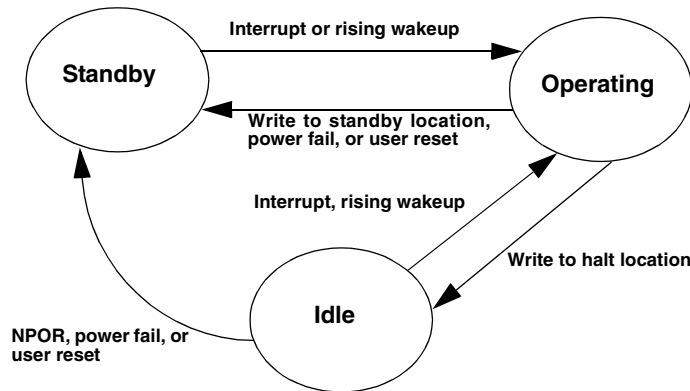 Interrupt or rising wakeup
Standby
Operating
Write to standby location,
power fail, or user reset
Interrupt, rising wakeup
Write to halt location
Idle
NPOR, power fail, or
user reset